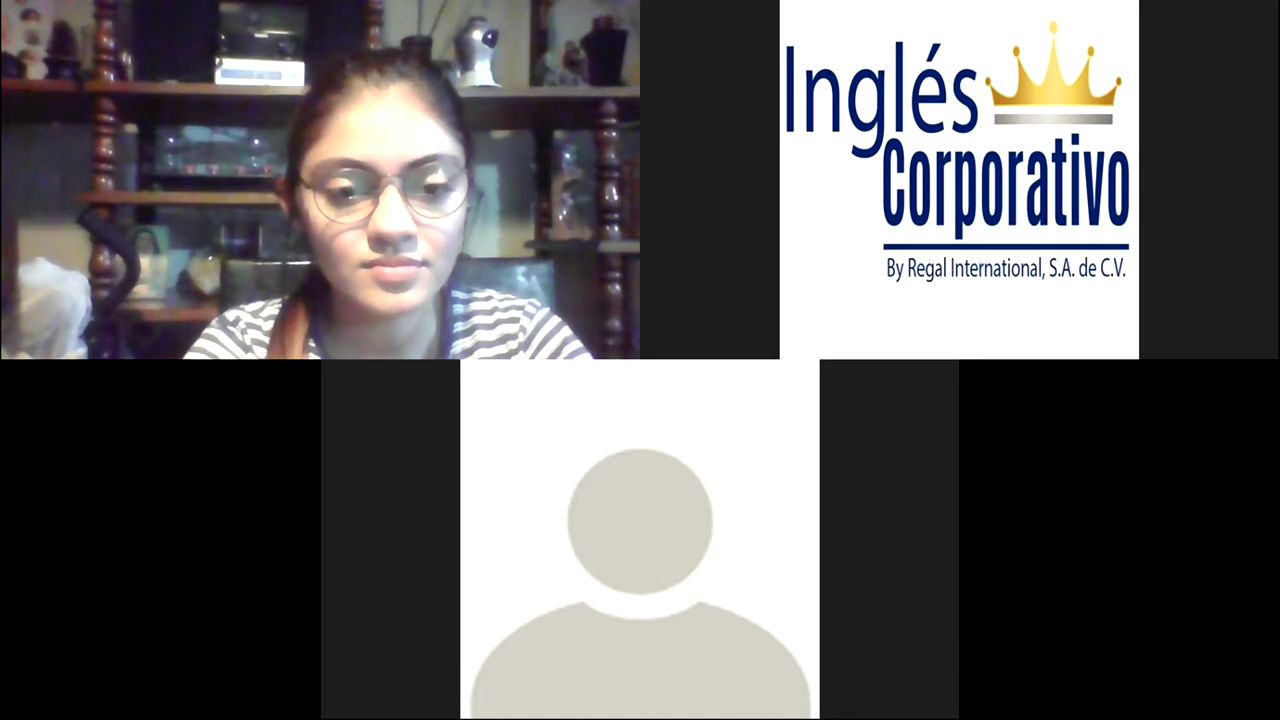 Inglés
Corporativo
By Regal International, S.A. de C.V.